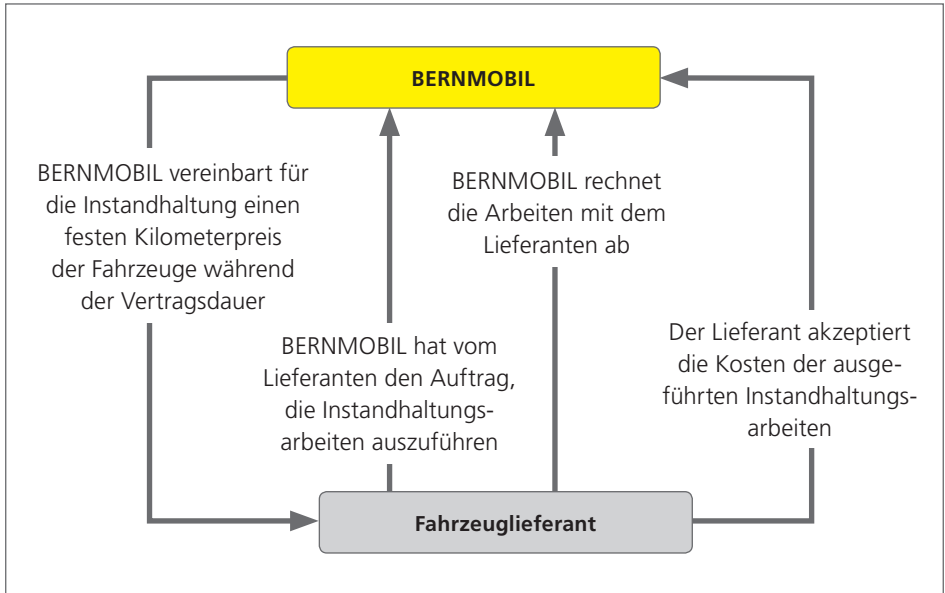 BERNMOBIL
BERNMOBIL vereinbart für
die Instandhaltung einen
festen Kilometerpreis
der Fahrzeuge während
der Vertragsdauer
BERNMOBIL hat vom
Lieferanten den Auftrag,
die Instandhaltungs-
arbeiten auszuführen
BERNMOBIL rechnet
die Arbeiten mit dem
Lieferanten ab
Der Lieferant akzeptiert
die Kosten der ausge-
führten Instandhaltungs-
arbeiten
Fahrzeuglieferant